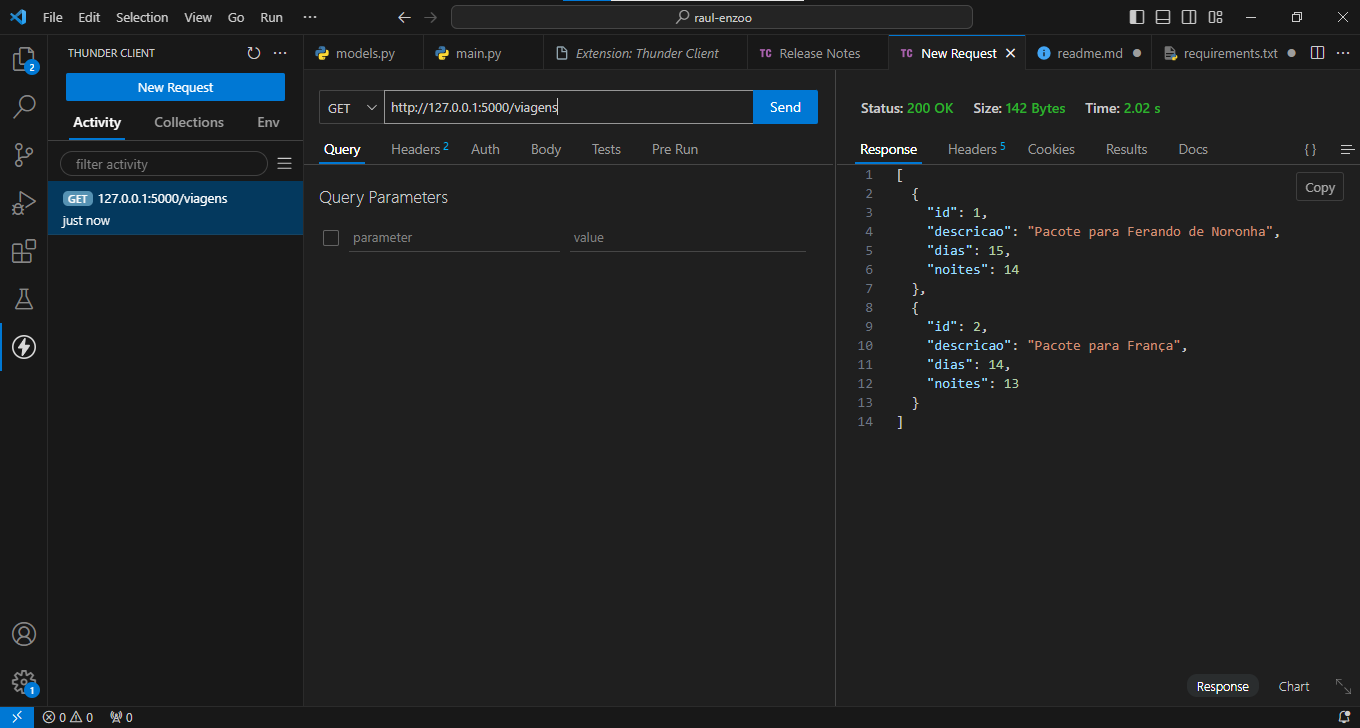 File Edit Selection View Go Run ··· raul-enzoo
THUNDER CLIENT ···
models.py main.py Extension: Thunder Client TC Release Notes TC New Request readme.md requirements.txt ···
2
New Request
Activity Collections Env
filter activity
GET 127.0.0.1:5000/viagens
just now
GET http://127.0.0.1:5000/viagens Send
Query Headers 2 Auth Body Tests Pre Run
Query Parameters
parameter value
Status: 200 OK Size: 142 Bytes Time: 2.02 s
Response Headers 5 Cookies Results Docs { }
Copy
1 [
2 {
3 "id": 1,
4 "descricao": "Pacote para Ferando de Noronha",
5 "dias": 15,
6 "noites": 14
7 },
8 {
9 "id": 2,
10 "descricao": "Pacote para França",
11 "dias": 14,
12 "noites": 13
13 }
14 ]
Response Chart
1
0 0 0